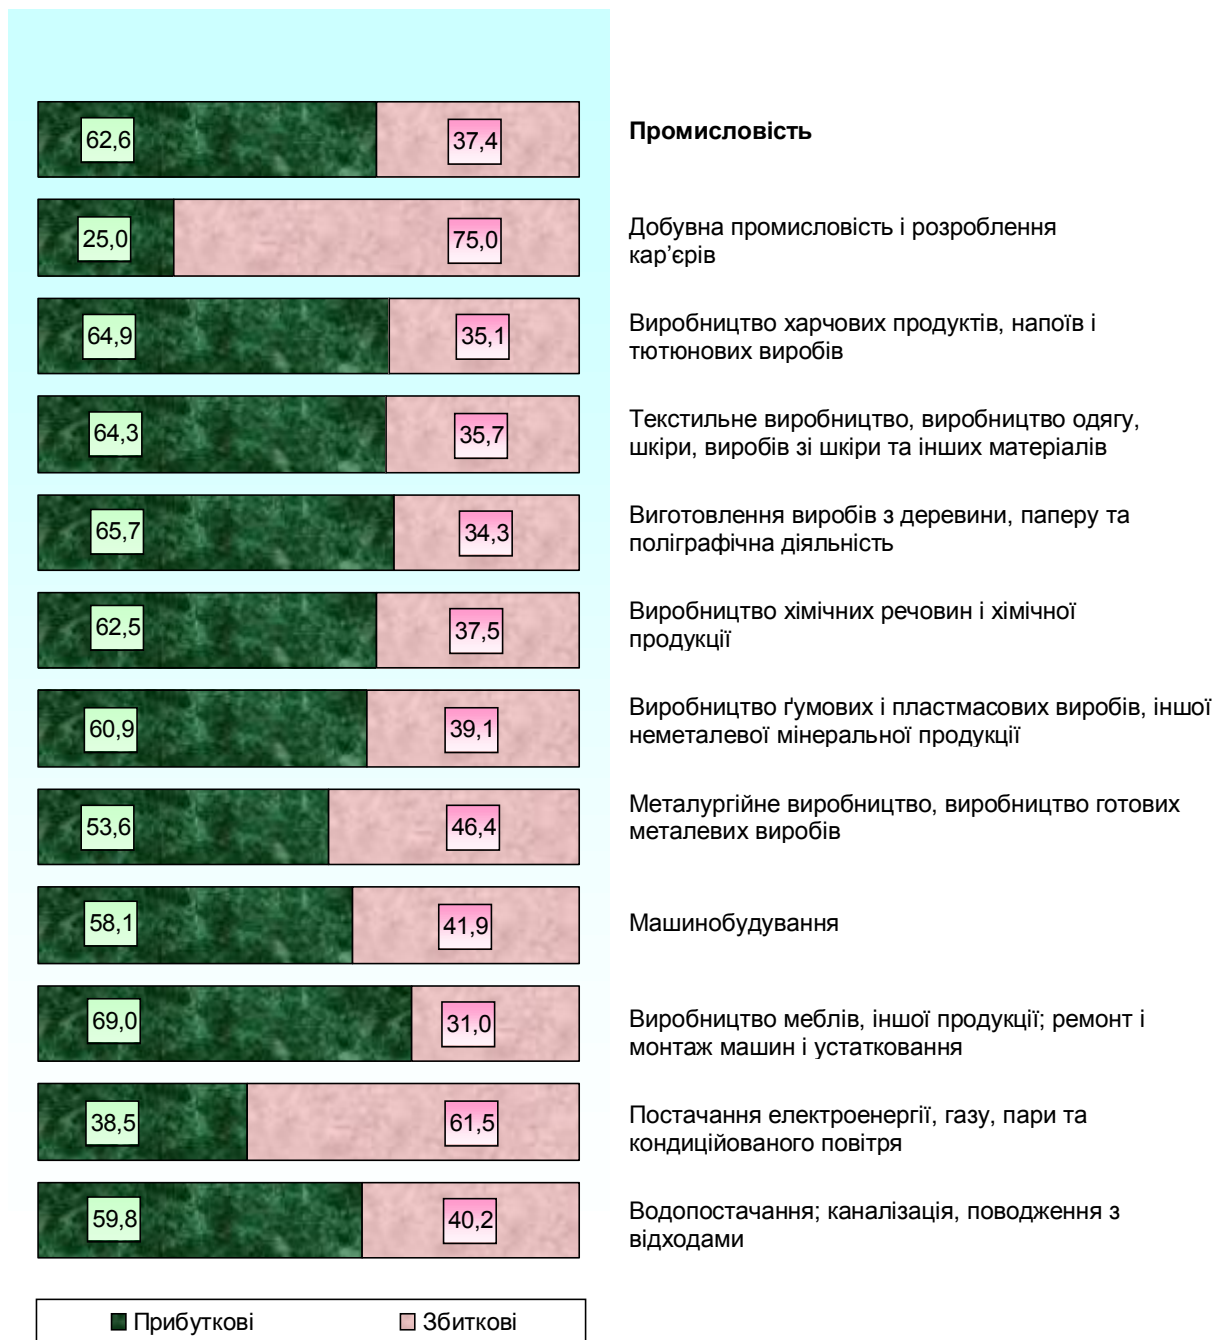 62,6 37,4 Промисловість
25,0 75,0 Добувна промисловість і розроблення
кар’єрів
64,9 35,1 Виробництво харчових продуктів, напоїв і
тютюнових виробів
64,3 35,7 Текстильне виробництво, виробництво одягу,
шкіри, виробів зі шкіри та інших матеріалів
65,7 34,3 Виготовлення виробів з деревини, паперу та
поліграфічна діяльність
62,5 37,5 Виробництво хімічних речовин і хімічної
продукції
60,9 39,1 Виробництво ґумових і пластмасових виробів, іншої
неметалевої мінеральної продукції
53,6 46,4 Металургійне виробництво, виробництво готових
металевих виробів
58,1 41,9 Машинобудування
69,0 31,0 Виробництво меблів, іншої продукції; ремонт і
монтаж машин і устатковання
38,5 61,5 Постачання електроенергії, газу, пари та
кондиційованого повітря
59,8 40,2 Водопостачання; каналізація, поводження з
відходами
Прибуткові Збиткові